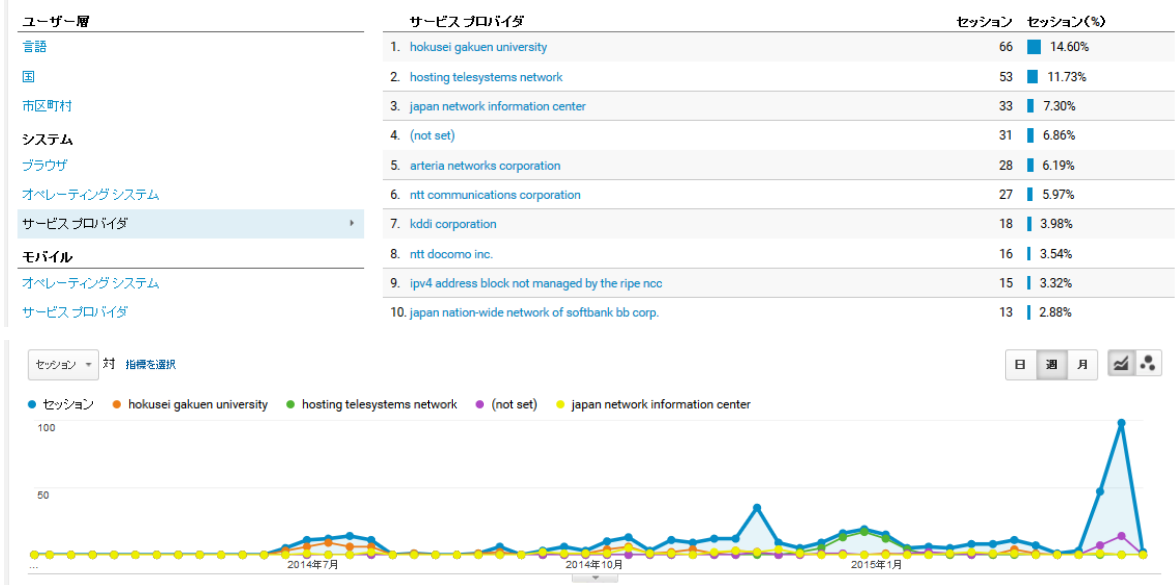 ユーザー層
言語
国
市区町村
システム
ブラウザ
オペレーティング システム
サービス プロバイダ
モバイル
オペレーティング システム
サービス プロバイダ
サービス プロバイダ セッション セッション(%)
1. hokusei gakuen university 66 14.60%
2. hosting telesystems network 53 11.73%
3. japan network information center 33 7.30%
4. (not set) 31 6.86%
5. arteria networks corporation 28 6.19%
6. ntt communications corporation 27 5.97%
7. kddi corporation 18 3.98%
8. ntt docomo inc. 16 3.54%
9. ipv4 address block not managed by the ripe ncc 15 3.32%
10. japan nation-wide network of softbank bb corp. 13 2.88%
セッション 対 指標を選択 日 週 月
セッション hokusei gakuen university hosting telesystems network (not set) japan network information center
100
50
... 2014年7月 2014年10月 2015年1月